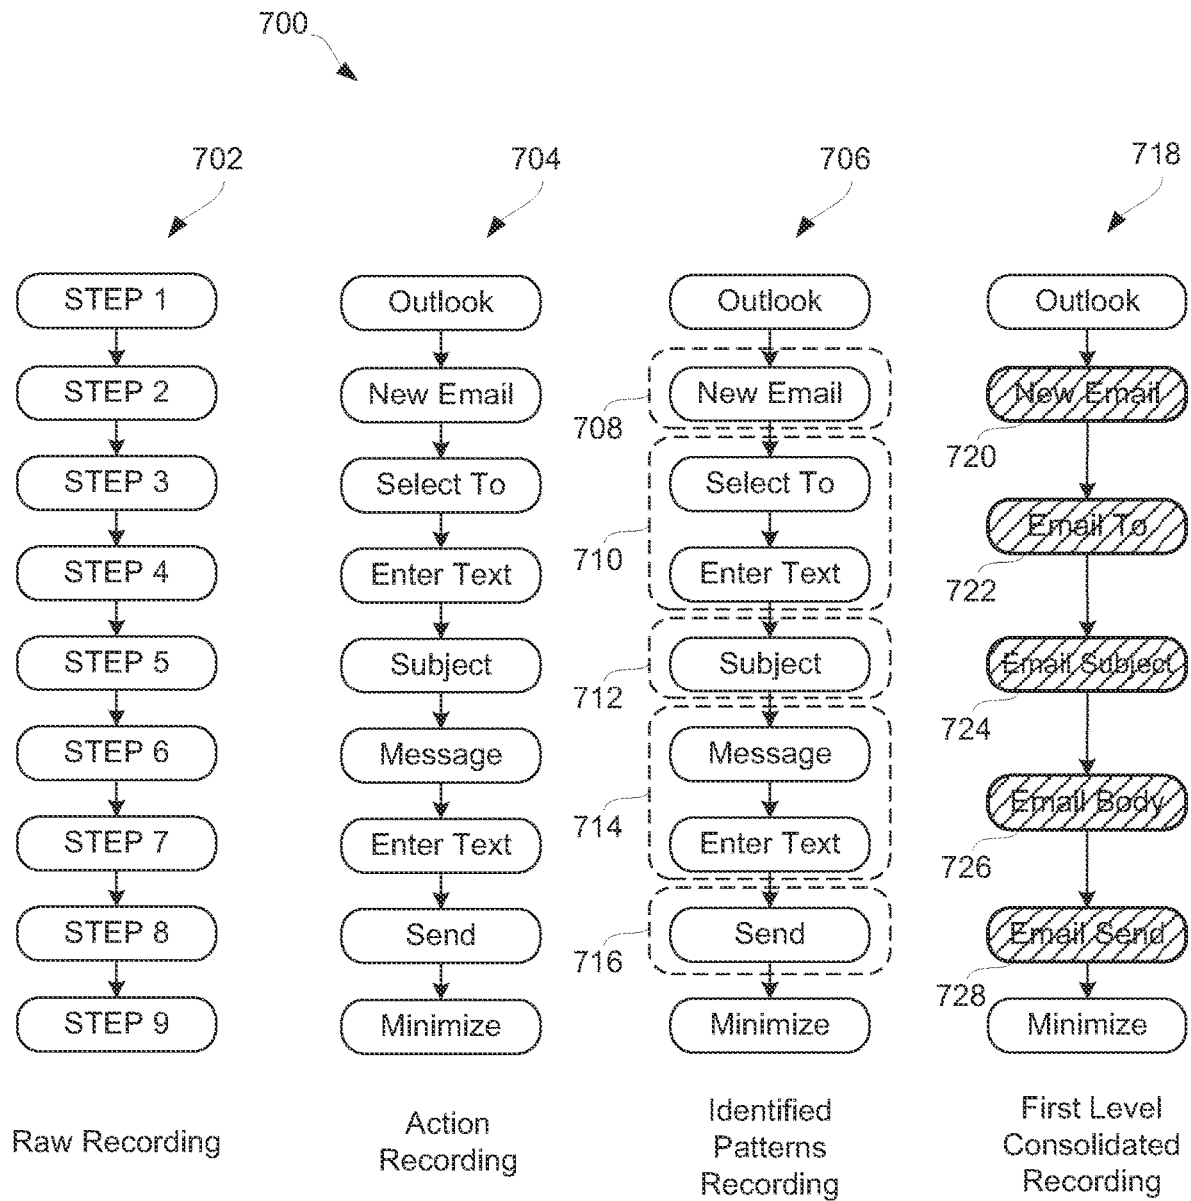 700
702
704
706
718
STEP 1
Outlook
Outlook
Outlook
STEP 2
New Email
New Email
New Email
708
720
STEP 3
Select To
Select To
Email To
710
722
STEP 4
Enter Text
Enter Text
STEP 5
Subject
Subject
Email Subject
712
724
STEP 6
Message
Message
Email Body
714
726
STEP 7
Enter Text
Enter Text
STEP 8
Send
Send
Email Send
716
728
STEP 9
Minimize
Minimize
Minimize
Raw Recording
Action
Recording
Identified
Patterns
Recording
First Level
Consolidated
Recording